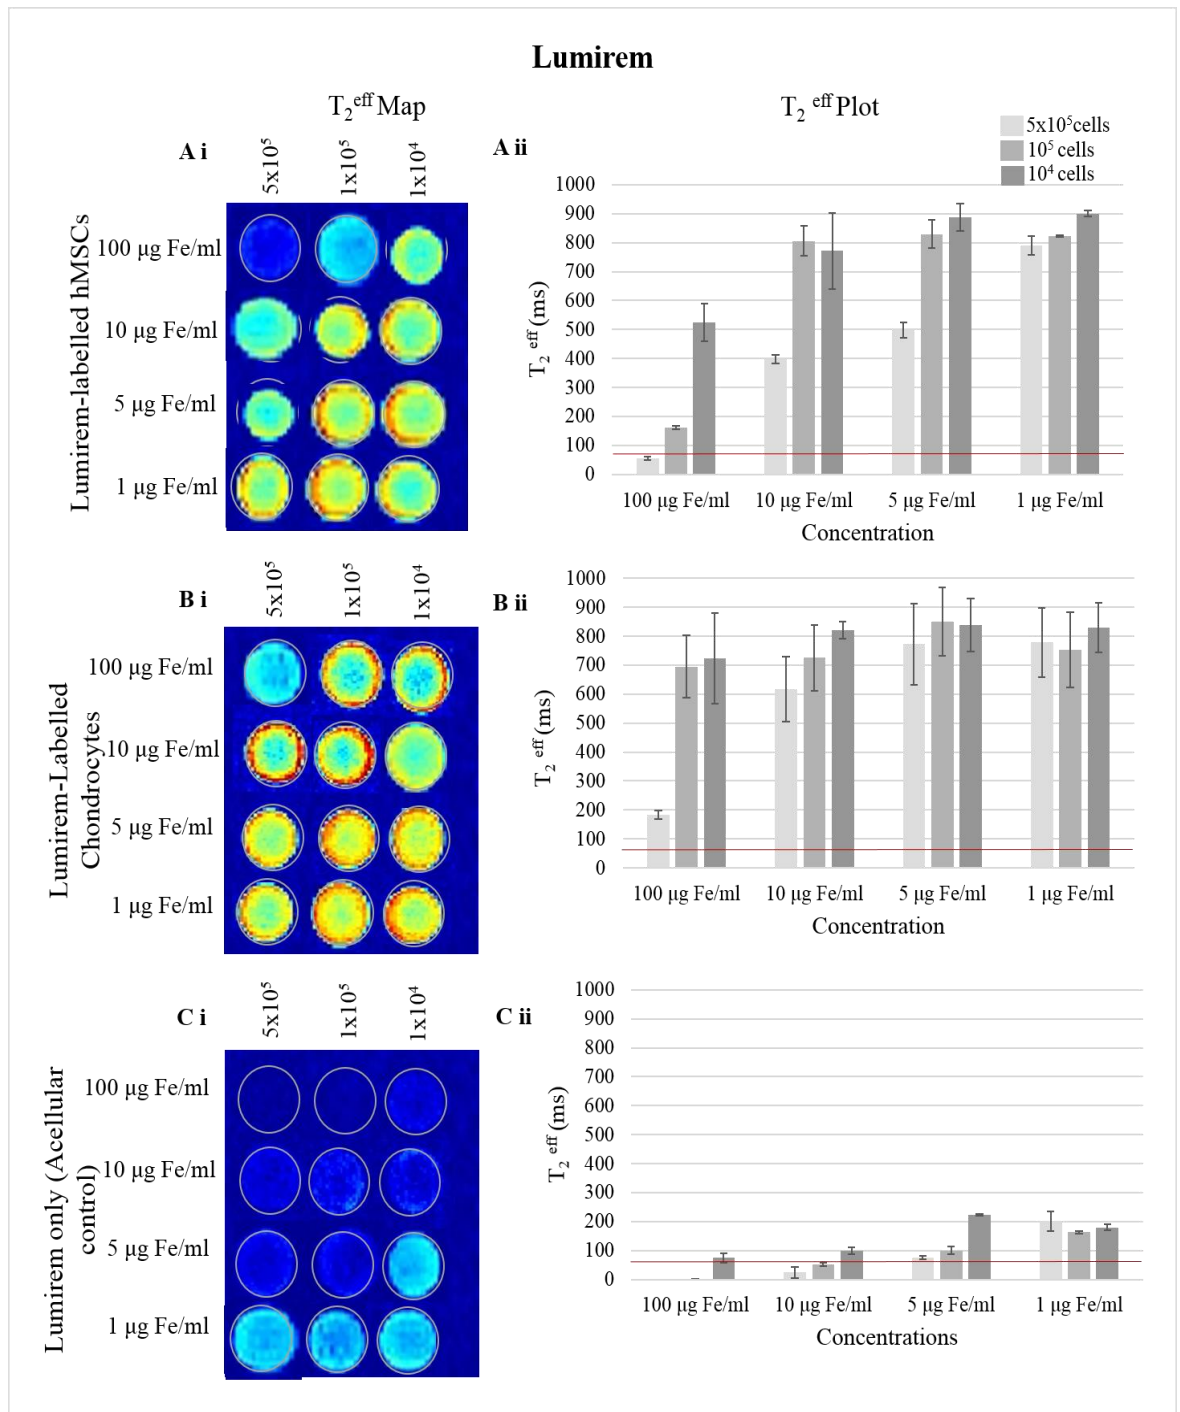 Lumirem
T₂ᵉᶠᶠ Map
T₂ ᵉᶠᶠ Plot
A i
5x10⁵
1x10⁵
1x10⁴
Lumirem-labelled hMSCs
100 µg Fe/ml
10 µg Fe/ml
5 µg Fe/ml
1 µg Fe/ml
A ii
5x10⁵cells
10⁵ cells
10⁴ cells
T₂ ᵉᶠᶠ (ms)
1000
900
800
700
600
500
400
300
200
100
0
100 µg Fe/ml 10 µg Fe/ml 5 µg Fe/ml 1 µg Fe/ml
Concentration
B i
5x10⁵
1x10⁵
1x10⁴
Lumirem-Labelled
Chondrocytes
100 µg Fe/ml
10 µg Fe/ml
5 µg Fe/ml
1 µg Fe/ml
B ii
T₂ ᵉᶠᶠ (ms)
1000
900
800
700
600
500
400
300
200
100
0
100 µg Fe/ml 10 µg Fe/ml 5 µg Fe/ml 1 µg Fe/ml
Concentration
C i
5x10⁵
1x10⁵
1x10⁴
Lumirem only (Acellular
control)
100 µg Fe/ml
10 µg Fe/ml
5 µg Fe/ml
1 µg Fe/ml
C ii
T₂ ᵉᶠᶠ (ms)
1000
900
800
700
600
500
400
300
200
100
0
100 µg Fe/ml 10 µg Fe/ml 5 µg Fe/ml 1 µg Fe/ml
Concentrations